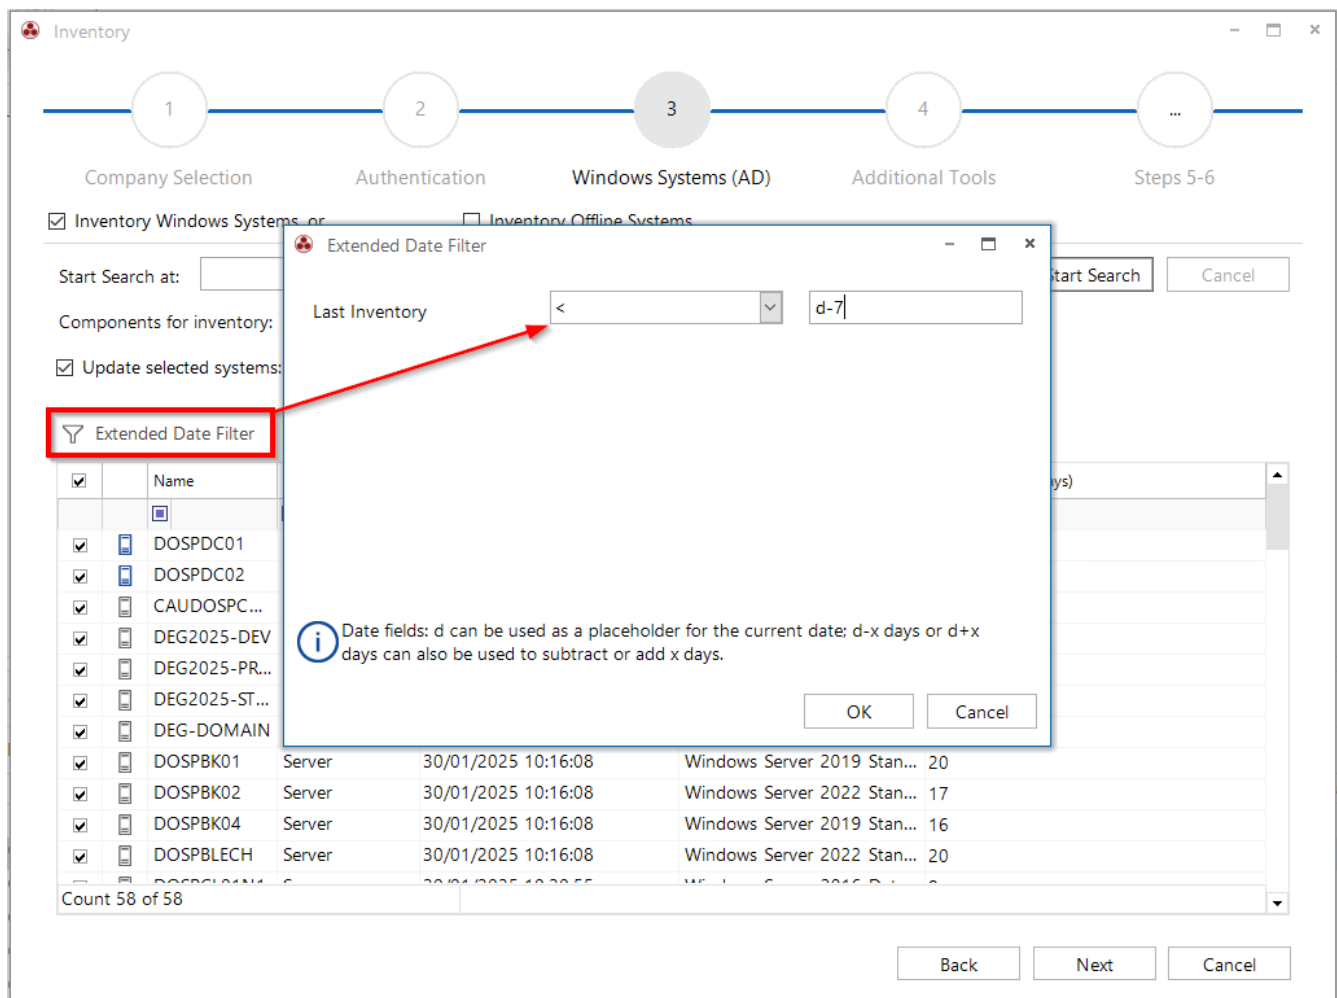 Inventory
1
2
3
4
...
Company Selection
Authentication
Windows Systems (AD)
Additional Tools
Steps 5-6
Inventory Windows Systems, or
Inventory Offline Systems
Extended Date Filter
Start Search at:
Start Search
Cancel
Last Inventory
<
d-7
Components for inventory:
Update selected systems:
Extended Date Filter
Name
ays)
DOSPDC01
DOSPDC02
CAUDOSPC...
DEG2025-DEV
DEG2025-PR...
DEG2025-ST...
DEG-DOMAIN
Date fields: d can be used as a placeholder for the current date; d-x days or d+x
days can also be used to subtract or add x days.
OK
Cancel
DOSPBK01 Server 30/01/2025 10:16:08 Windows Server 2019 Stan... 20
DOSPBK02 Server 30/01/2025 10:16:08 Windows Server 2022 Stan... 17
DOSPBK04 Server 30/01/2025 10:16:08 Windows Server 2019 Stan... 16
DOSPBLECH Server 30/01/2025 10:16:08 Windows Server 2022 Stan... 20
Count 58 of 58
Back
Next
Cancel